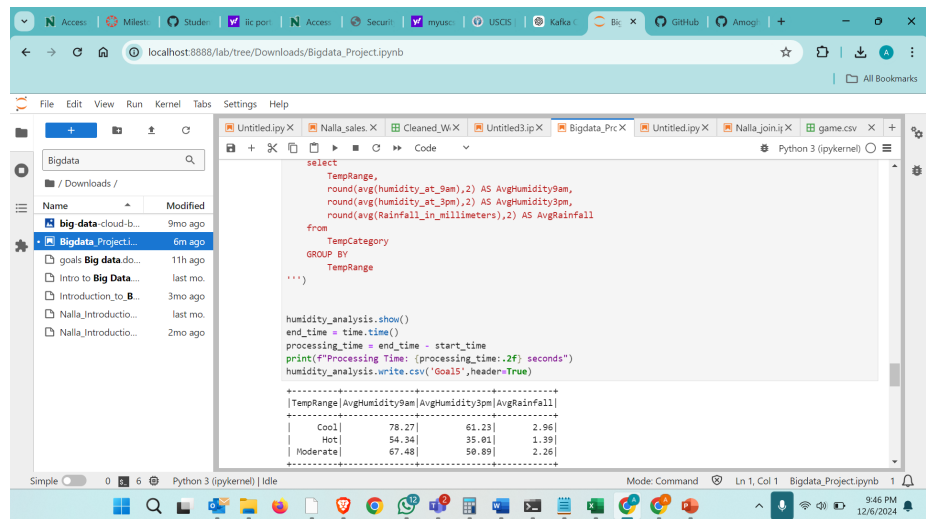 Access
Milesto
Studen
iic port
Access
Securit
myusc
USCIS
Kafka C
Big
GitHub
Amogh
localhost:8888/lab/tree/Downloads/Bigdata_Project.ipynb
A
All Bookmarks
File Edit View Run Kernel Tabs Settings Help
Untitled.ipy
Nalla_sales.
Cleaned_W
Untitled3.ip
Bigdata_Pro
Untitled.ipy
Nalla_join.ip
game.csv
Code
Python 3 (ipykernel)
Bigdata
/ Downloads /
Name Modified
big-data-cloud-b... 9mo ago
Bigdata_Project.i... 6m ago
goals Big data.do... 11h ago
Intro to Big Data.... last mo.
Introduction_to_B... 3mo ago
Nalla_Introductio... last mo.
Nalla_Introductio... 2mo ago
select
TempRange,
round(avg(humidity_at_9am),2) AS AvgHumidity9am,
round(avg(humidity_at_3pm),2) AS AvgHumidity3pm,
round(avg(Rainfall_in_millimeters),2) AS AvgRainfall
from
TempCategory
GROUP BY
TempRange
''')
humidity_analysis.show()
end_time = time.time()
processing_time = end_time - start_time
print(f"Processing Time: {processing_time:.2f} seconds")
humidity_analysis.write.csv('Goal5',header=True)
+---------+--------------+--------------+-----------+
|TempRange|AvgHumidity9am|AvgHumidity3pm|AvgRainfall|
+---------+--------------+--------------+-----------+
| Cool| 78.27| 61.23| 2.96|
| Hot| 54.34| 35.01| 1.39|
| Moderate| 67.48| 50.89| 2.26|
+---------+--------------+--------------+-----------+
Simple 0 6 Python 3 (ipykernel) | Idle Mode: Command Ln 1, Col 1 Bigdata_Project.ipynb 1
12
2
9:46 PM
12/6/2024